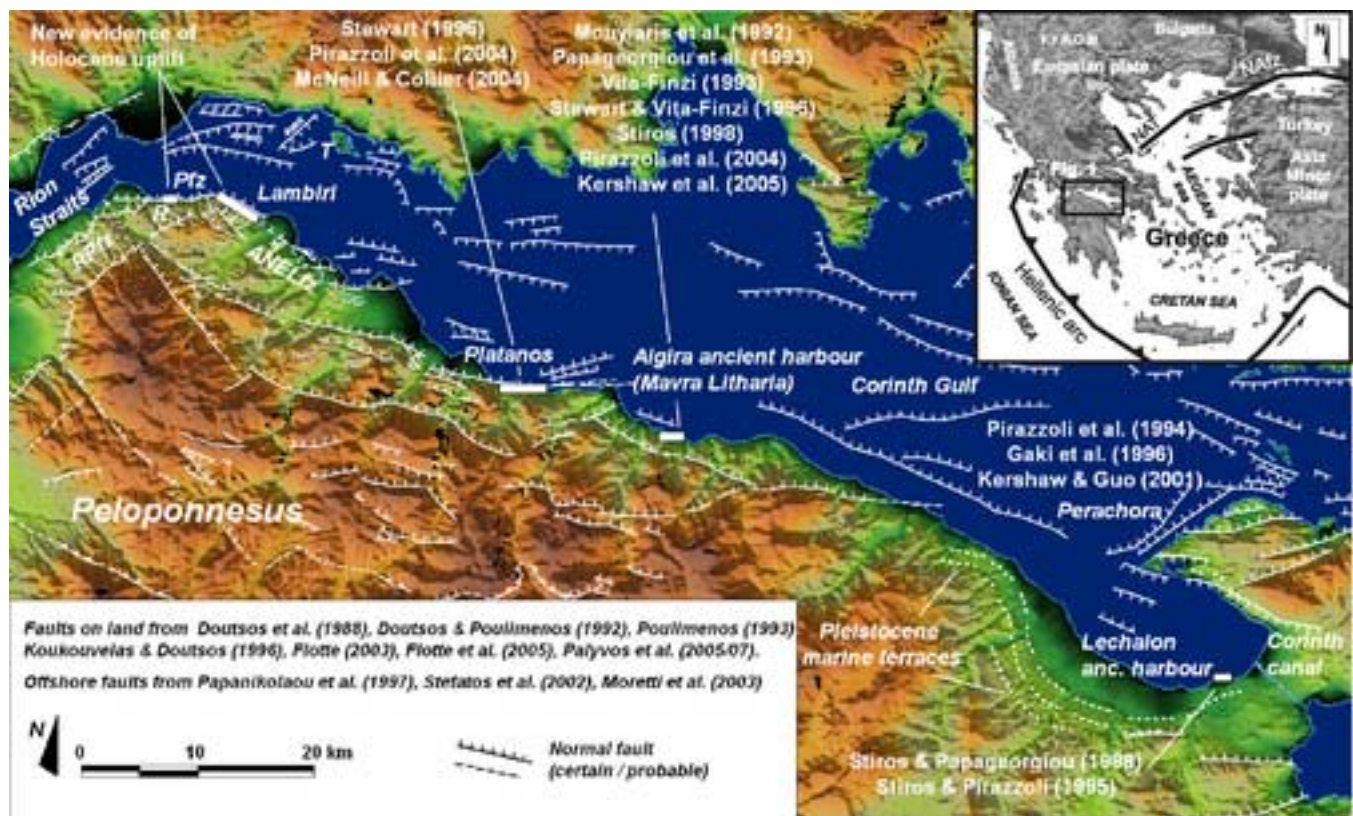 New evidence of
Holocene uplift
Stewart (1996)
Pirazzoli et al. (2004)
McNeill & Collier (2004)
Mouyiaris et al. (1992)
Papageorgiou et al. (1993)
Vita-Finzi (1993)
Stewart & Vita-Finzi (1996)
Stiros (1998)
Pirazzoli et al. (2004)
Kershaw et al. (2005)
Bulgaria
Eurasian plate
N
NAfz
Turkey
Asia
Minor
plate
Fig. 1
AEGEAN
sea
Greece
Hellenic arc
IONIAN SEA
CRETAN SEA
T
Rion
Straits
Pfz
Lambiri
R
RPfz
Platanos
Aigira ancient harbour
(Mavra Litharia)
Corinth Gulf
Pirazzoli et al. (1994)
Gaki et al. (1996)
Kershaw & Guo (2001)
Perachora
Peloponnesus
Pleistocene
marine terraces
Lechaion
anc. harbour
Corinth
canal
Stiros & Papageorgiou (1988)
Stiros & Pirazzoli (1995)
Faults on land from Doutsos et al. (1988), Doutsos & Poulimenos (1992), Poulimenos (1993)
Koukouvelas & Doutsos (1996), Flotte (2003), Flotte et al. (2005), Palyvos et al. (2005/07).
Offshore faults from Papanikolaou et al. (1997), Stefatos et al. (2002), Moretti et al. (2003)
N
0 10 20 km
Normal fault
(certain / probable)